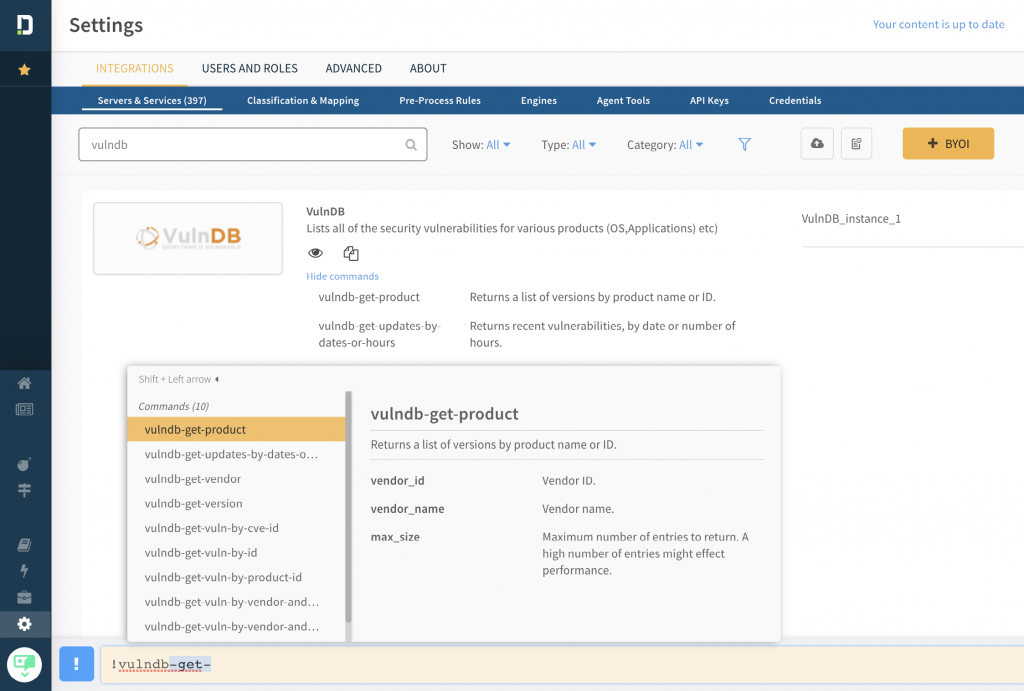 Settings
Your content is up to date
INTEGRATIONS USERS AND ROLES ADVANCED ABOUT
Servers & Services (397) Classification & Mapping Pre-Process Rules Engines Agent Tools API Keys Credentials
vulndb Show: All Type: All Category: All + BYOI
VulnDB
VulnDB
Lists all of the security vulnerabilities for various products (OS,Applications) etc)
VulnDB_instance_1
Hide commands
vulndb-get-product Returns a list of versions by product name or ID.
vulndb-get-updates-by- Returns recent vulnerabilities, by date or number of
dates-or-hours hours.
Shift + Left arrow
Commands (10)
vulndb-get-product
vulndb-get-updates-by-dates-o…
vulndb-get-vendor
vulndb-get-version
vulndb-get-vuln-by-cve-id
vulndb-get-vuln-by-id
vulndb-get-vuln-by-product-id
vulndb-get-vuln-by-vendor-and…
vulndb-get-vuln-by-vendor-and…
vulndb-get-product
Returns a list of versions by product name or ID.
vendor_id Vendor ID.
vendor_name Vendor name.
max_size Maximum number of entries to return. A
high number of entries might effect
performance.
! !vulndb-get-